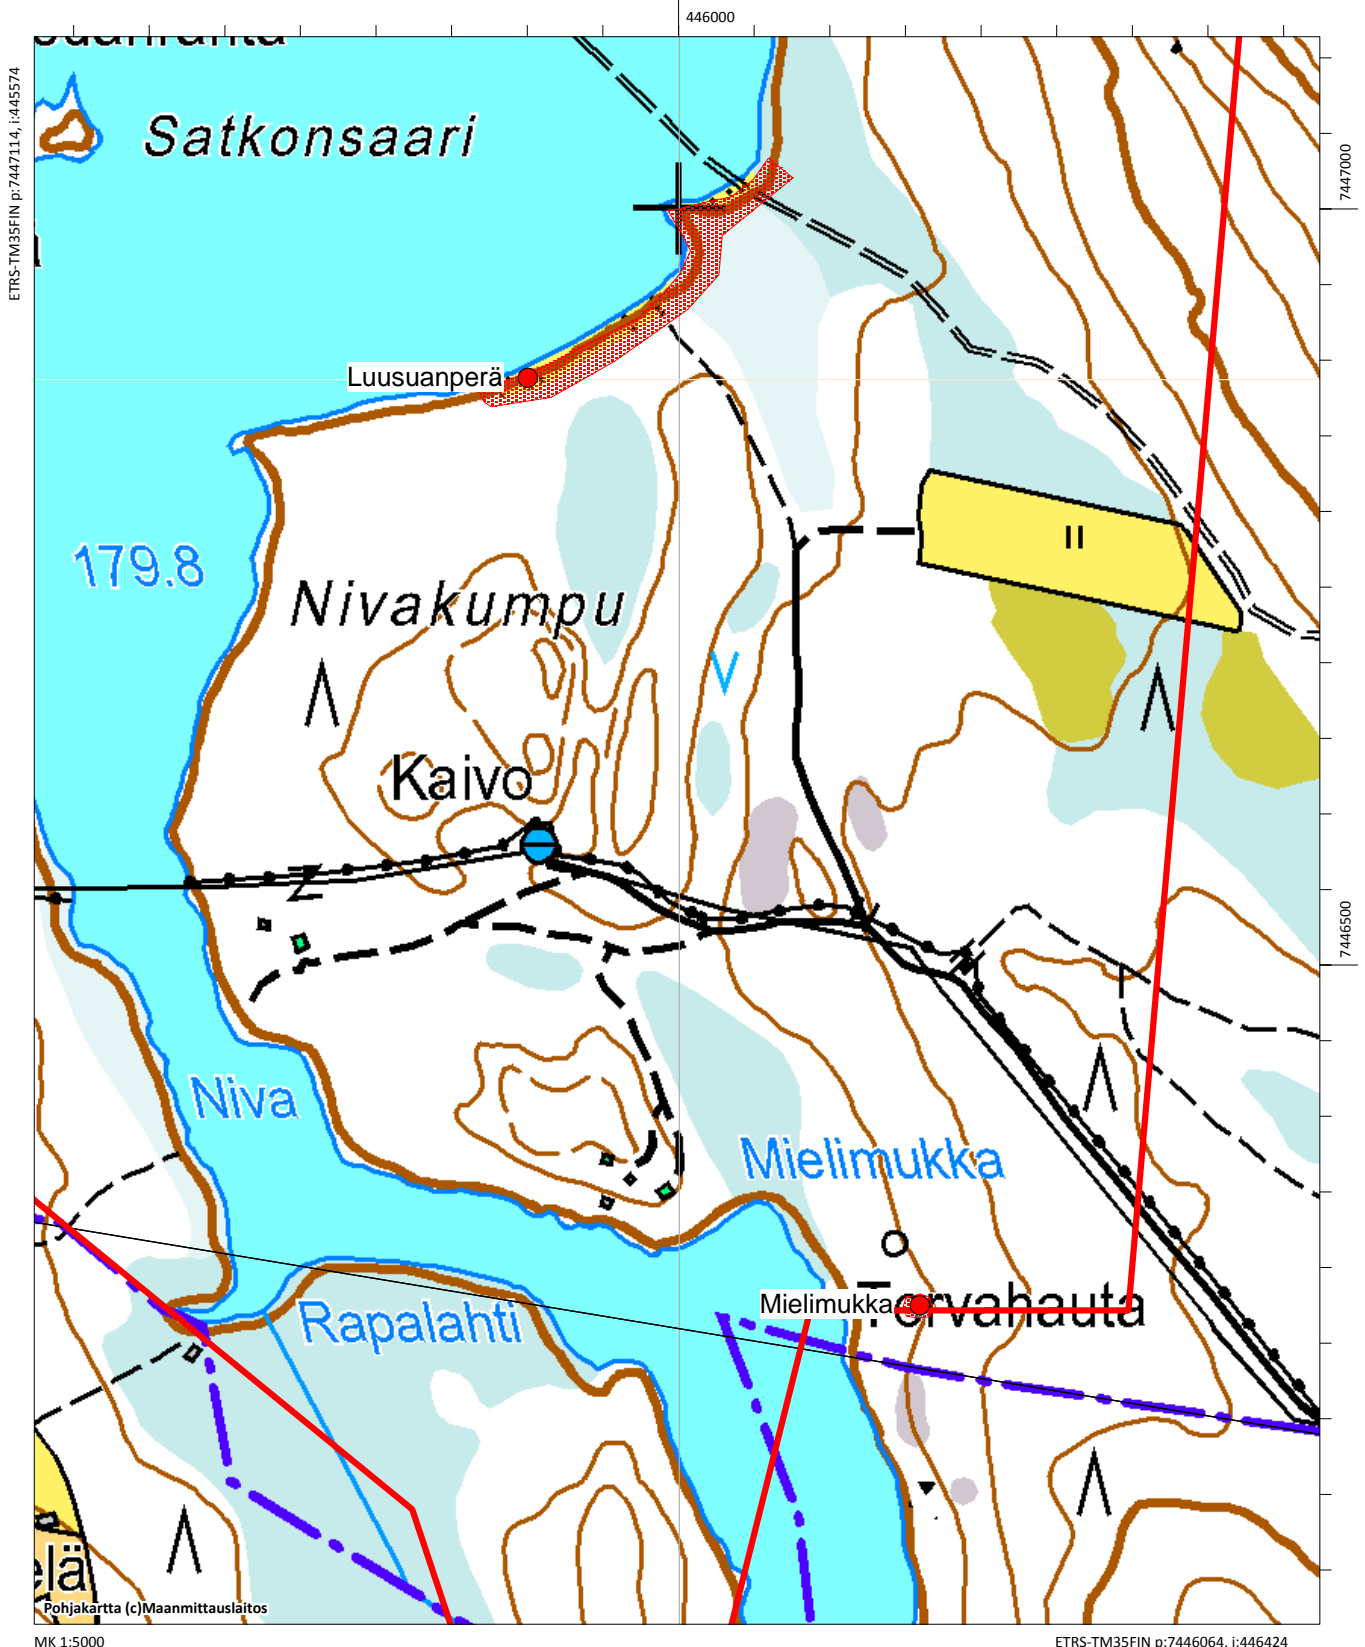 446000
ETRS-TM35FIN p:7447114, i:445574
Satkonsaari
7447000
Luusuanperä
179.8
II
Nivakumpu
Kaivo
7446500
Niva
Mielimukka
Rapalahti
Mielimukka
Tervahauta
elä
Pohjakartta (c)Maanmittauslaitos
MK 1:5000
ETRS-TM35FIN p:7446064, i:446424